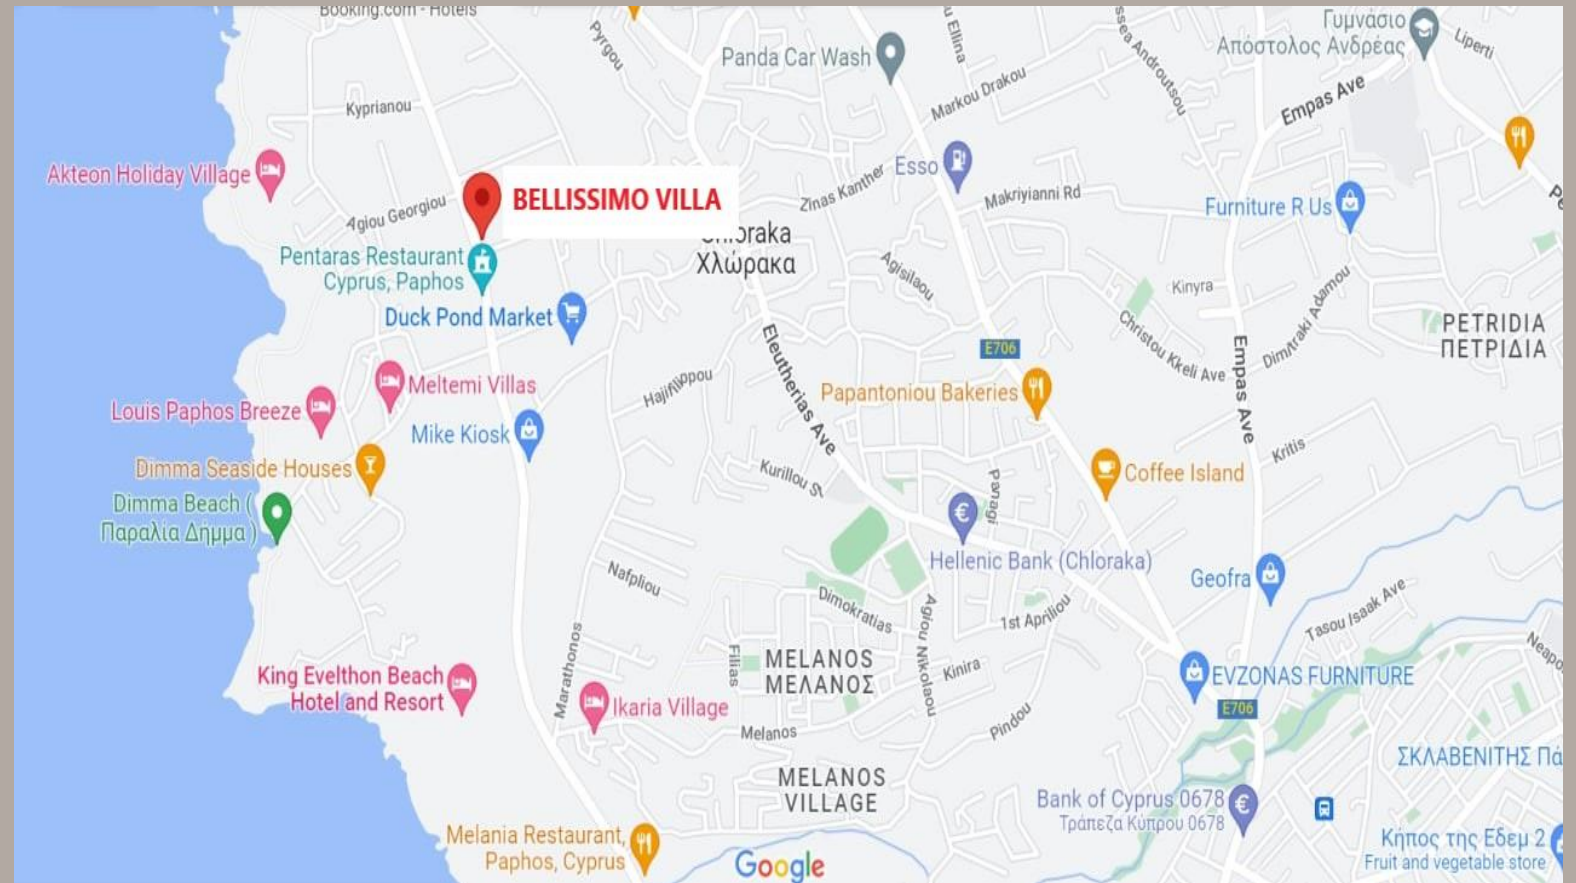 Booking.com - Hotels
Pyrgou
Panda Car Wash
Markou Drakou
Γυμνάσιο
Απόστολος Ανδρέας
Liperti
Empas Ave
Kyprianou
Akteon Holiday Village
Agiou Georgiou
BELLISSIMO VILLA
Zinas Kanther
Esso
Makriyianni Rd
Furniture R Us
Χλώρακα
Pentaras Restaurant
Cyprus, Paphos
Duck Pond Market
Agisilaou
Kinyra
Christou Kkeli Ave
Dimitraki Adamou
Empas Ave
PETRIDIA
ΠΕΤΡΙΔΙΑ
E706
Eleutherias Ave
Hajifilippou
Papantoniou Bakeries
Meltemi Villas
Louis Paphos Breeze
Mike Kiosk
Kurillou St
Panagi
Coffee Island
Kritis
Dimma Seaside Houses
Dimma Beach (
Παραλία Δήμμα )
Hellenic Bank (Chloraka)
Geofra
Nafpliou
Dimokratias
Agiou Nikolaou
1st Apriliou
Tasou Isaak Ave
Marathonos
Filias
MELANOS
ΜΕΛΑΝΟΣ
Kinira
EVZONAS FURNITURE
E706
King Evelthon Beach
Hotel and Resort
Ikaria Village
Melanos
Pindou
MELANOS
VILLAGE
ΣΚΛΑΒΕΝΙΤΗΣ Πά
Bank of Cyprus 0678
Τράπεζα Κύπρου 0678
Melania Restaurant,
Paphos, Cyprus
Google
Κήπος της Εδεμ 2
Fruit and vegetable store